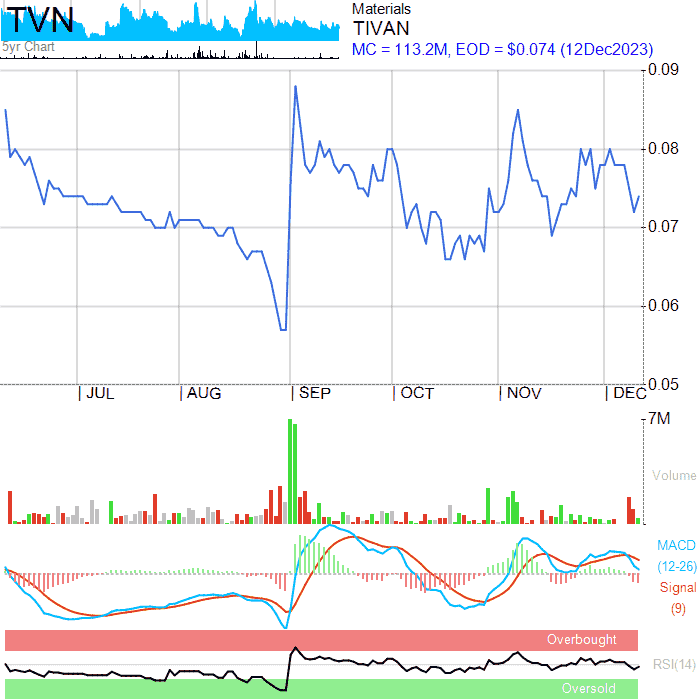 TVN
5yr Chart
Materials
TIVAN
MC = 113.2M, EOD = $0.074 (12Dec2023)
0.09
0.08
0.07
0.06
0.05
| JUL | AUG | SEP | OCT | NOV | DEC
7M
Volume
MACD
(12-26)
Signal
(9)
Overbought
RSI(14)
Oversold